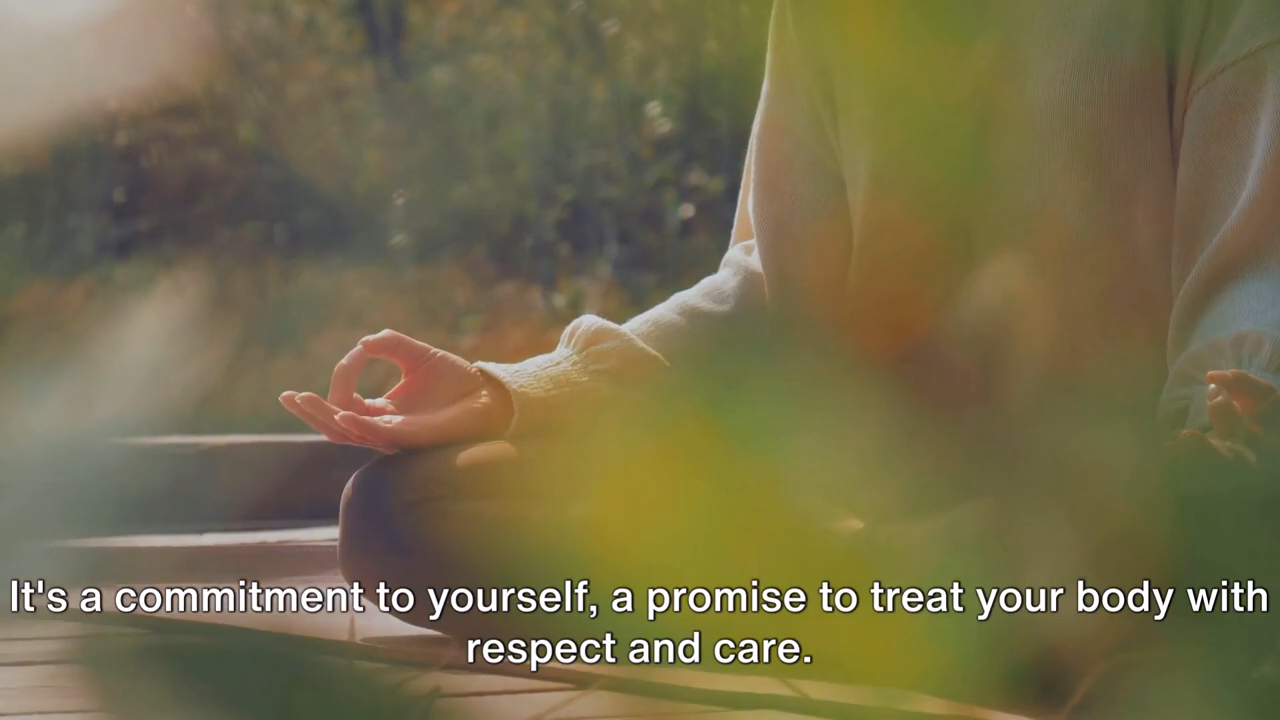 It's a commitment to yourself, a promise to treat your body with
respect and care.